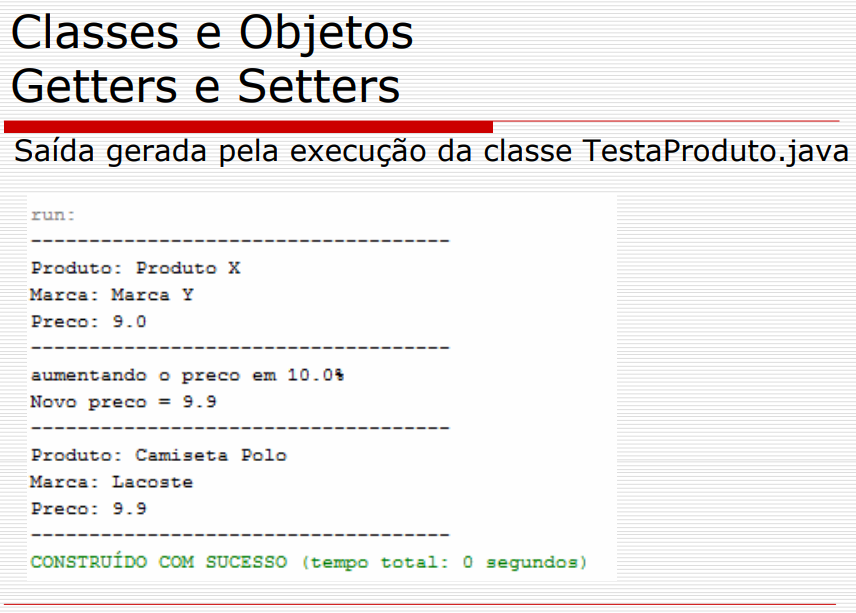 Classes e Objetos
Getters e Setters
Saída gerada pela execução da classe TestaProduto.java
run:
------------------------------------
Produto: Produto X
Marca: Marca Y
Preco: 9.0
------------------------------------
aumentando o preco em 10.0%
Novo preco = 9.9
------------------------------------
Produto: Camiseta Polo
Marca: Lacoste
Preco: 9.9
------------------------------------
CONSTRUÍDO COM SUCESSO (tempo total: 0 segundos)